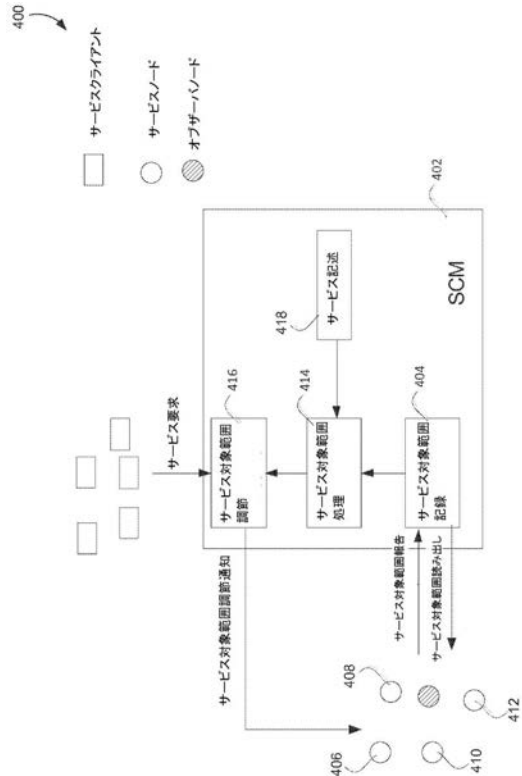 400
サービスクライアント
サービスノード
オブザーバノード
サービス要求
サービス対象範囲調節通知
402
SCM
416
サービス対象範囲
調節
414
サービス対象範囲
処理
418
サービス記述
404
サービス対象範囲
記録
サービス対象範囲報告
サービス対象範囲読み出し
406
408
410
412